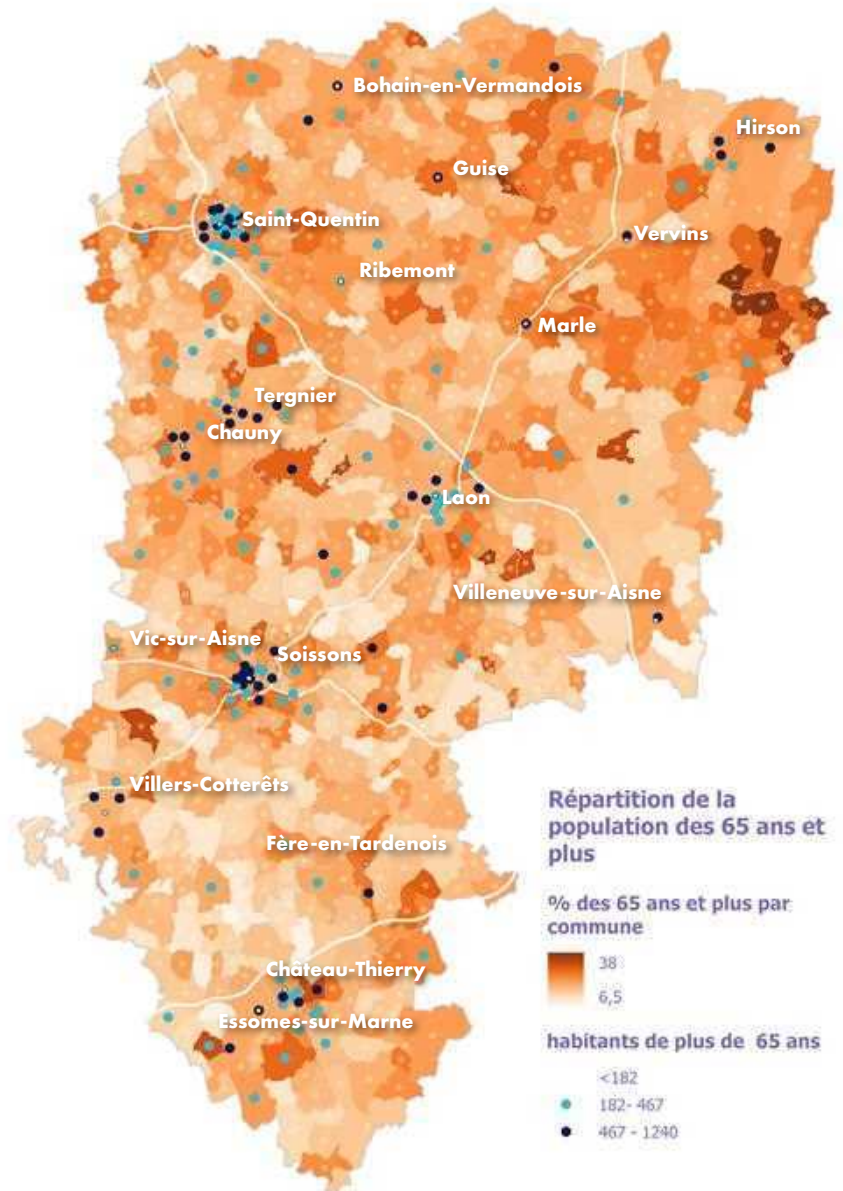 Bohain-en-Vermandois
Hirson
Guise
Saint-Quentin
Vervins
Ribemont
Marle
Tergnier
Chauny
Laon
Villeneuve-sur-Aisne
Vic-sur-Aisne
Soissons
Villers-Cotterêts
Fère-en-Tardenois
Château-Thierry
Essomes-sur-Marne
Répartition de la
population des 65 ans et
plus
% des 65 ans et plus par
commune
38
6,5
habitants de plus de 65 ans
<182
182- 467
467 - 1240